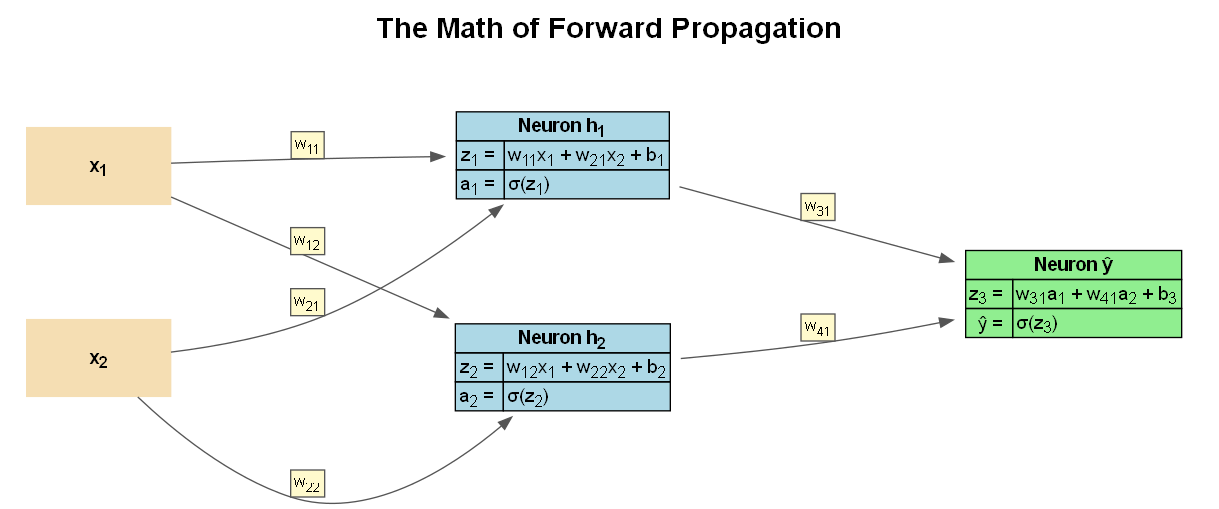 The Math of Forward Propagation
x₁
w₁₁
Neuron h₁
z₁ = w₁₁x₁ + w₂₁x₂ + b₁
a₁ = σ(z₁)
w₁₂
w₂₁
w₃₁
x₂
Neuron h₂
z₂ = w₁₂x₁ + w₂₂x₂ + b₂
a₂ = σ(z₂)
w₂₂
w₄₁
Neuron ŷ
z₃ = w₃₁a₁ + w₄₁a₂ + b₃
ŷ = σ(z₃)